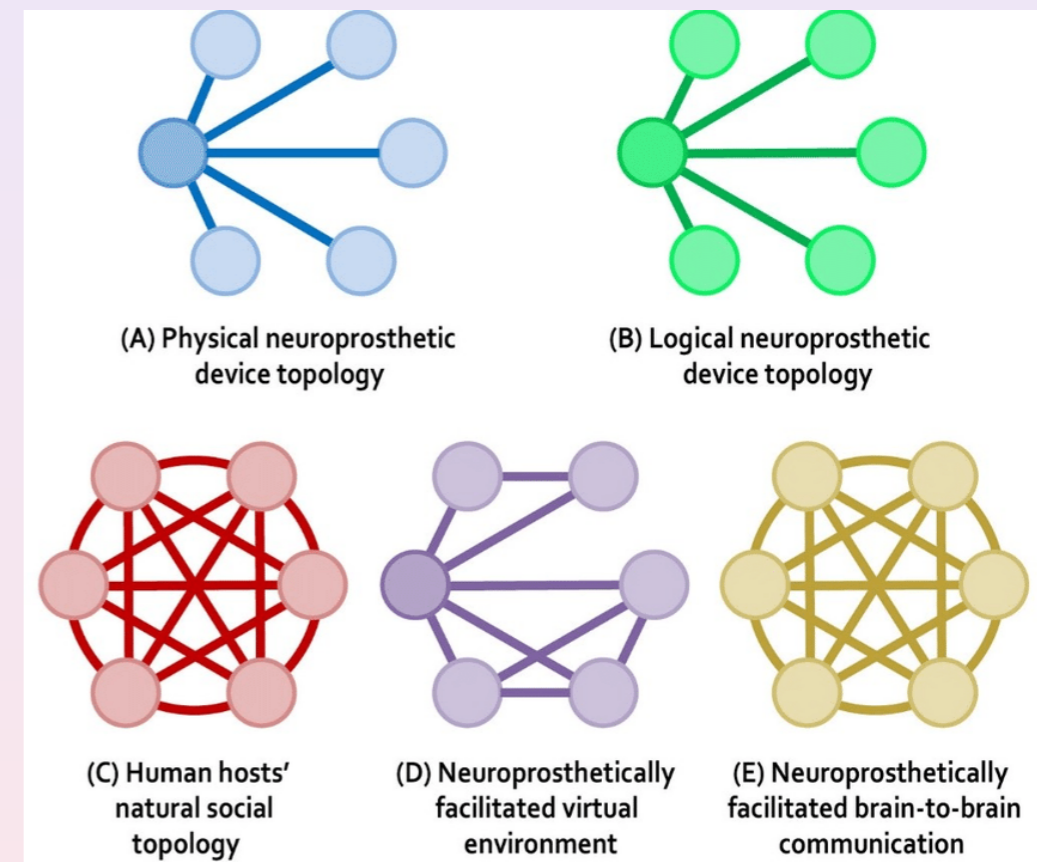 (A) Physical neuroprosthetic
device topology
(B) Logical neuroprosthetic
device topology
(C) Human hosts'
natural social
topology
(D) Neuroprosthetically
facilitated virtual
environment
(E) Neuroprosthetically
facilitated brain-to-brain
communication